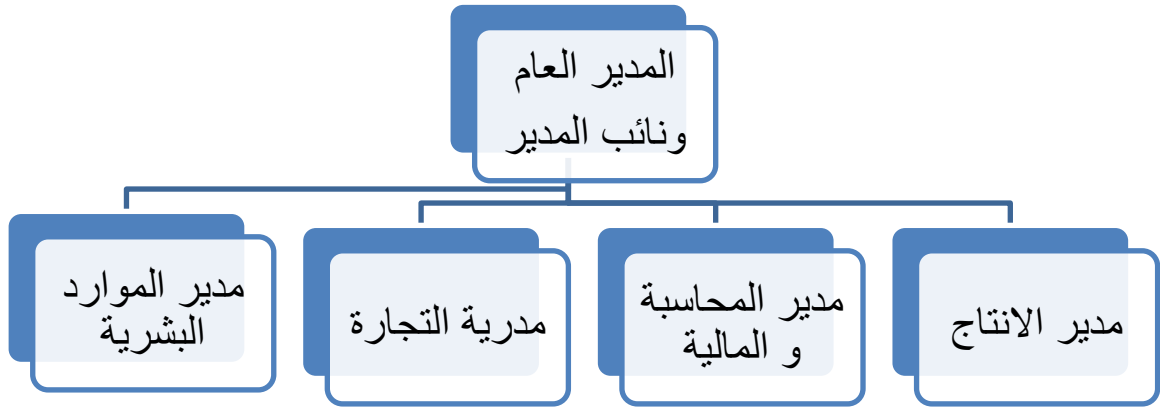 المدير العام
ونائب المدير
مدير الانتاج
مدير المحاسبة
و المالية
مدرية التجارة
مدير الموارد
البشرية